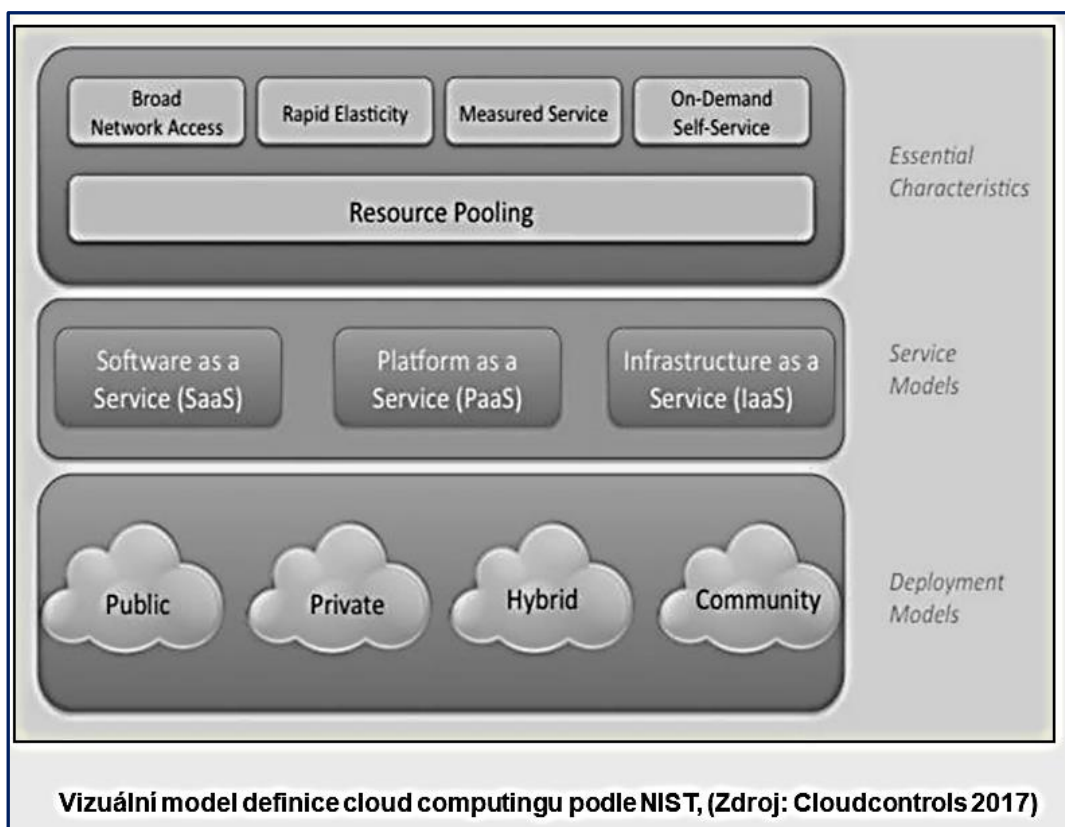 Broad
Network Access
Rapid Elasticity
Measured Service
On-Demand
Self-Service
Resource Pooling
Essential
Characteristics
Software as a
Service (SaaS)
Platform as a
Service (PaaS)
Infrastructure as a
Service (IaaS)
Service
Models
Public
Private
Hybrid
Community
Deployment
Models
Vizuální model definice cloud computingu podle NIST, (Zdroj: Cloudcontrols 2017)